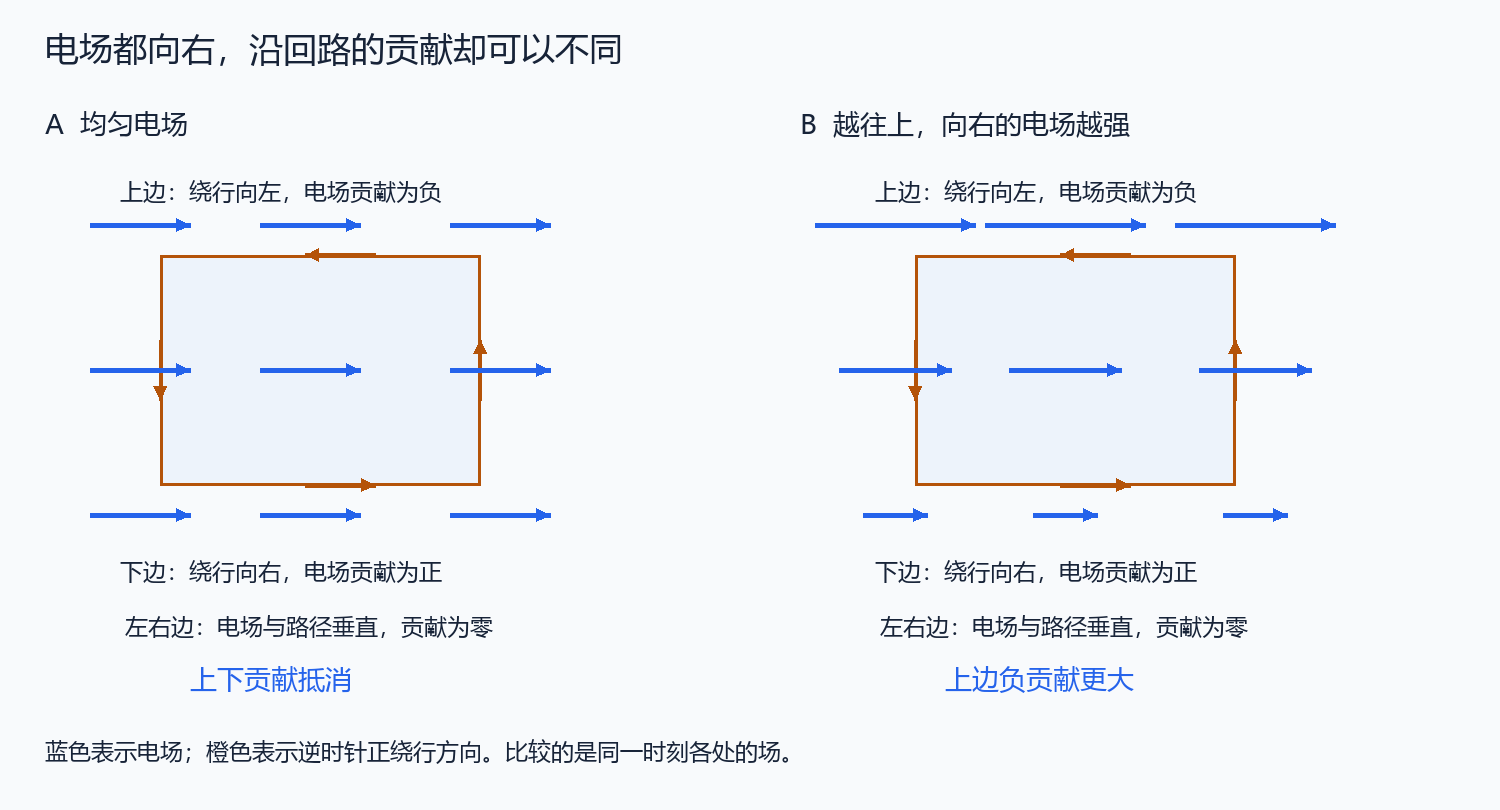 电场都向右，沿回路的贡献却可以不同
A 均匀电场
上边：绕行向左，电场贡献为负
下边：绕行向右，电场贡献为正
左右边：电场与路径垂直，贡献为零
上下贡献抵消
B 越往上，向右的电场越强
上边：绕行向左，电场贡献为负
下边：绕行向右，电场贡献为正
左右边：电场与路径垂直，贡献为零
上边负贡献更大
蓝色表示电场；橙色表示逆时针正绕行方向。比较的是同一时刻各处的场。